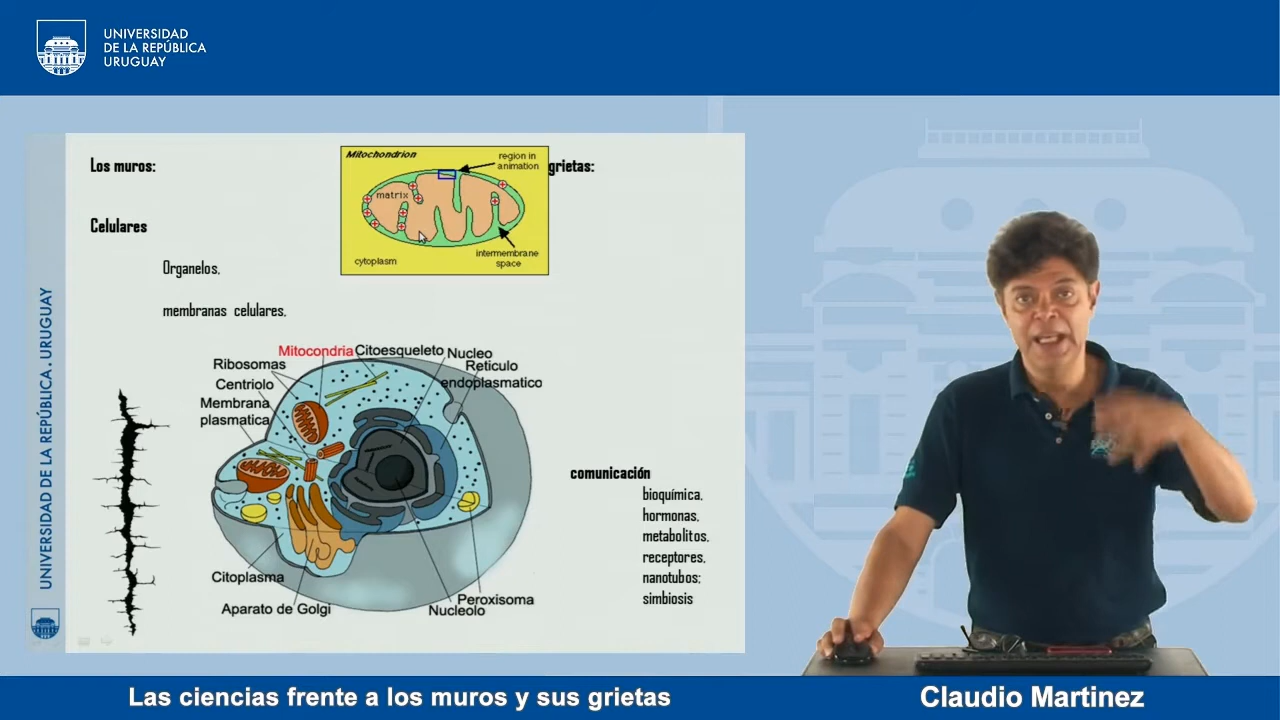 UNIVERSIDAD
DE LA REPÚBLICA
URUGUAY
UNIVERSIDAD DE LA REPÚBLICA . URUGUAY
Los muros:
grietas:
Mitochondrion
region in
animation
matrix
intermembrane
space
cytoplasm
Celulares
Organelos,
membranas celulares,
Mitocondria
Citoesqueleto
Nucleo
Ribosomas
Reticulo
endoplasmatico
Centriolo
Membrana
plasmatica
Citoplasma
Aparato de Golgi
Nucleolo
Peroxisoma
comunicación
bioquímica,
hormonas,
metabolitos,
receptores,
nanotubos;
simbiosis
Las ciencias frente a los muros y sus grietas
Claudio Martinez